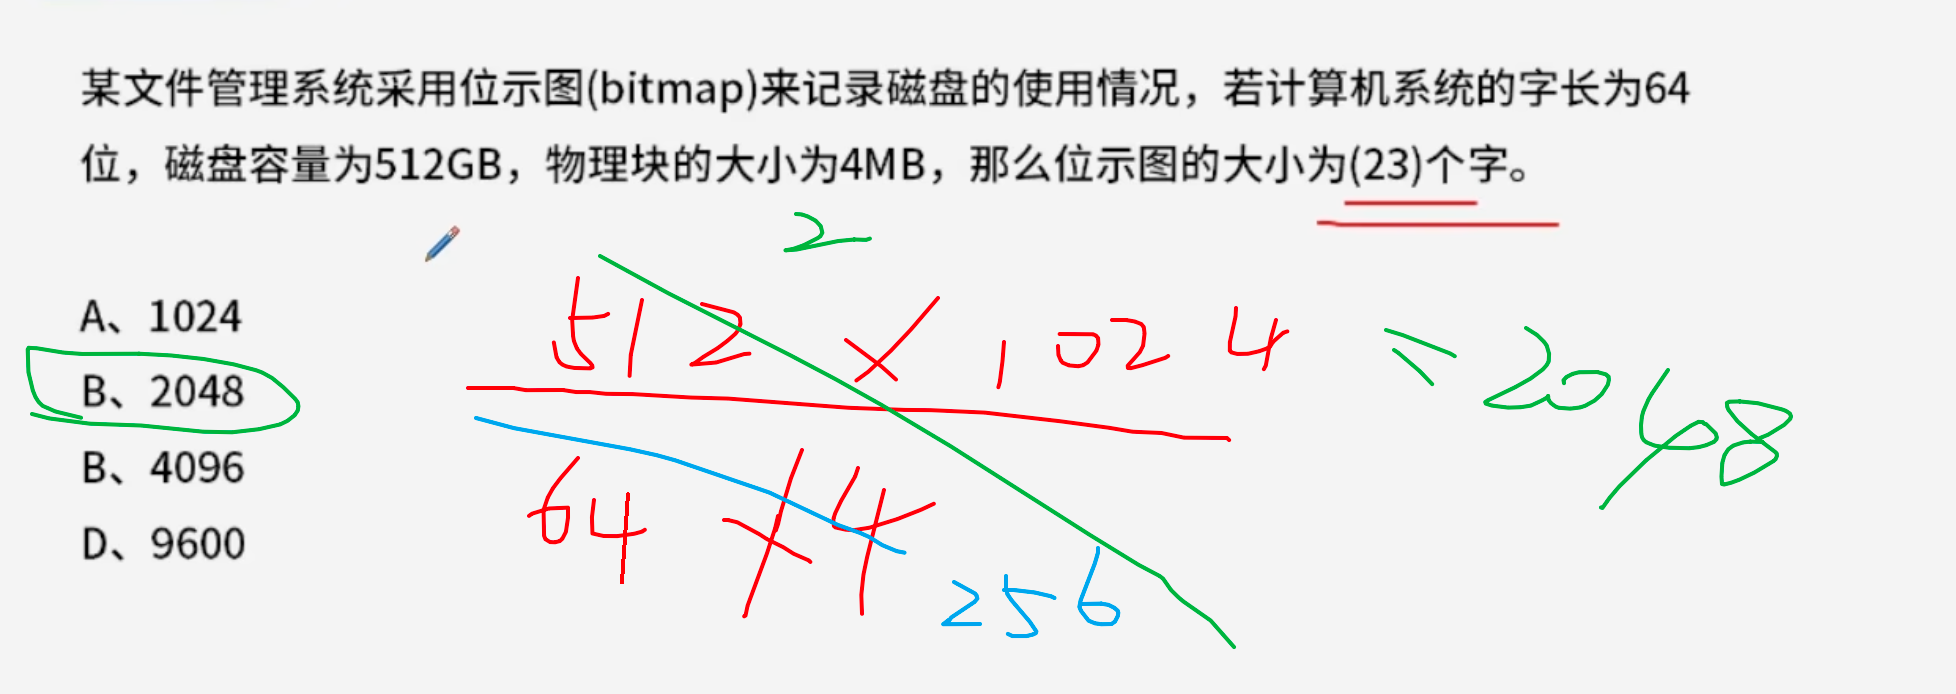 某文件管理系统采用位示图(bitmap)来记录磁盘的使用情况，若计算机系统的字长为64
位，磁盘容量为512GB，物理块的大小为4MB，那么位示图的大小为(23)个字。
2
A、1024
512 × 1024 = 2048
B、2048
B、4096
64 × 4
D、9600
256